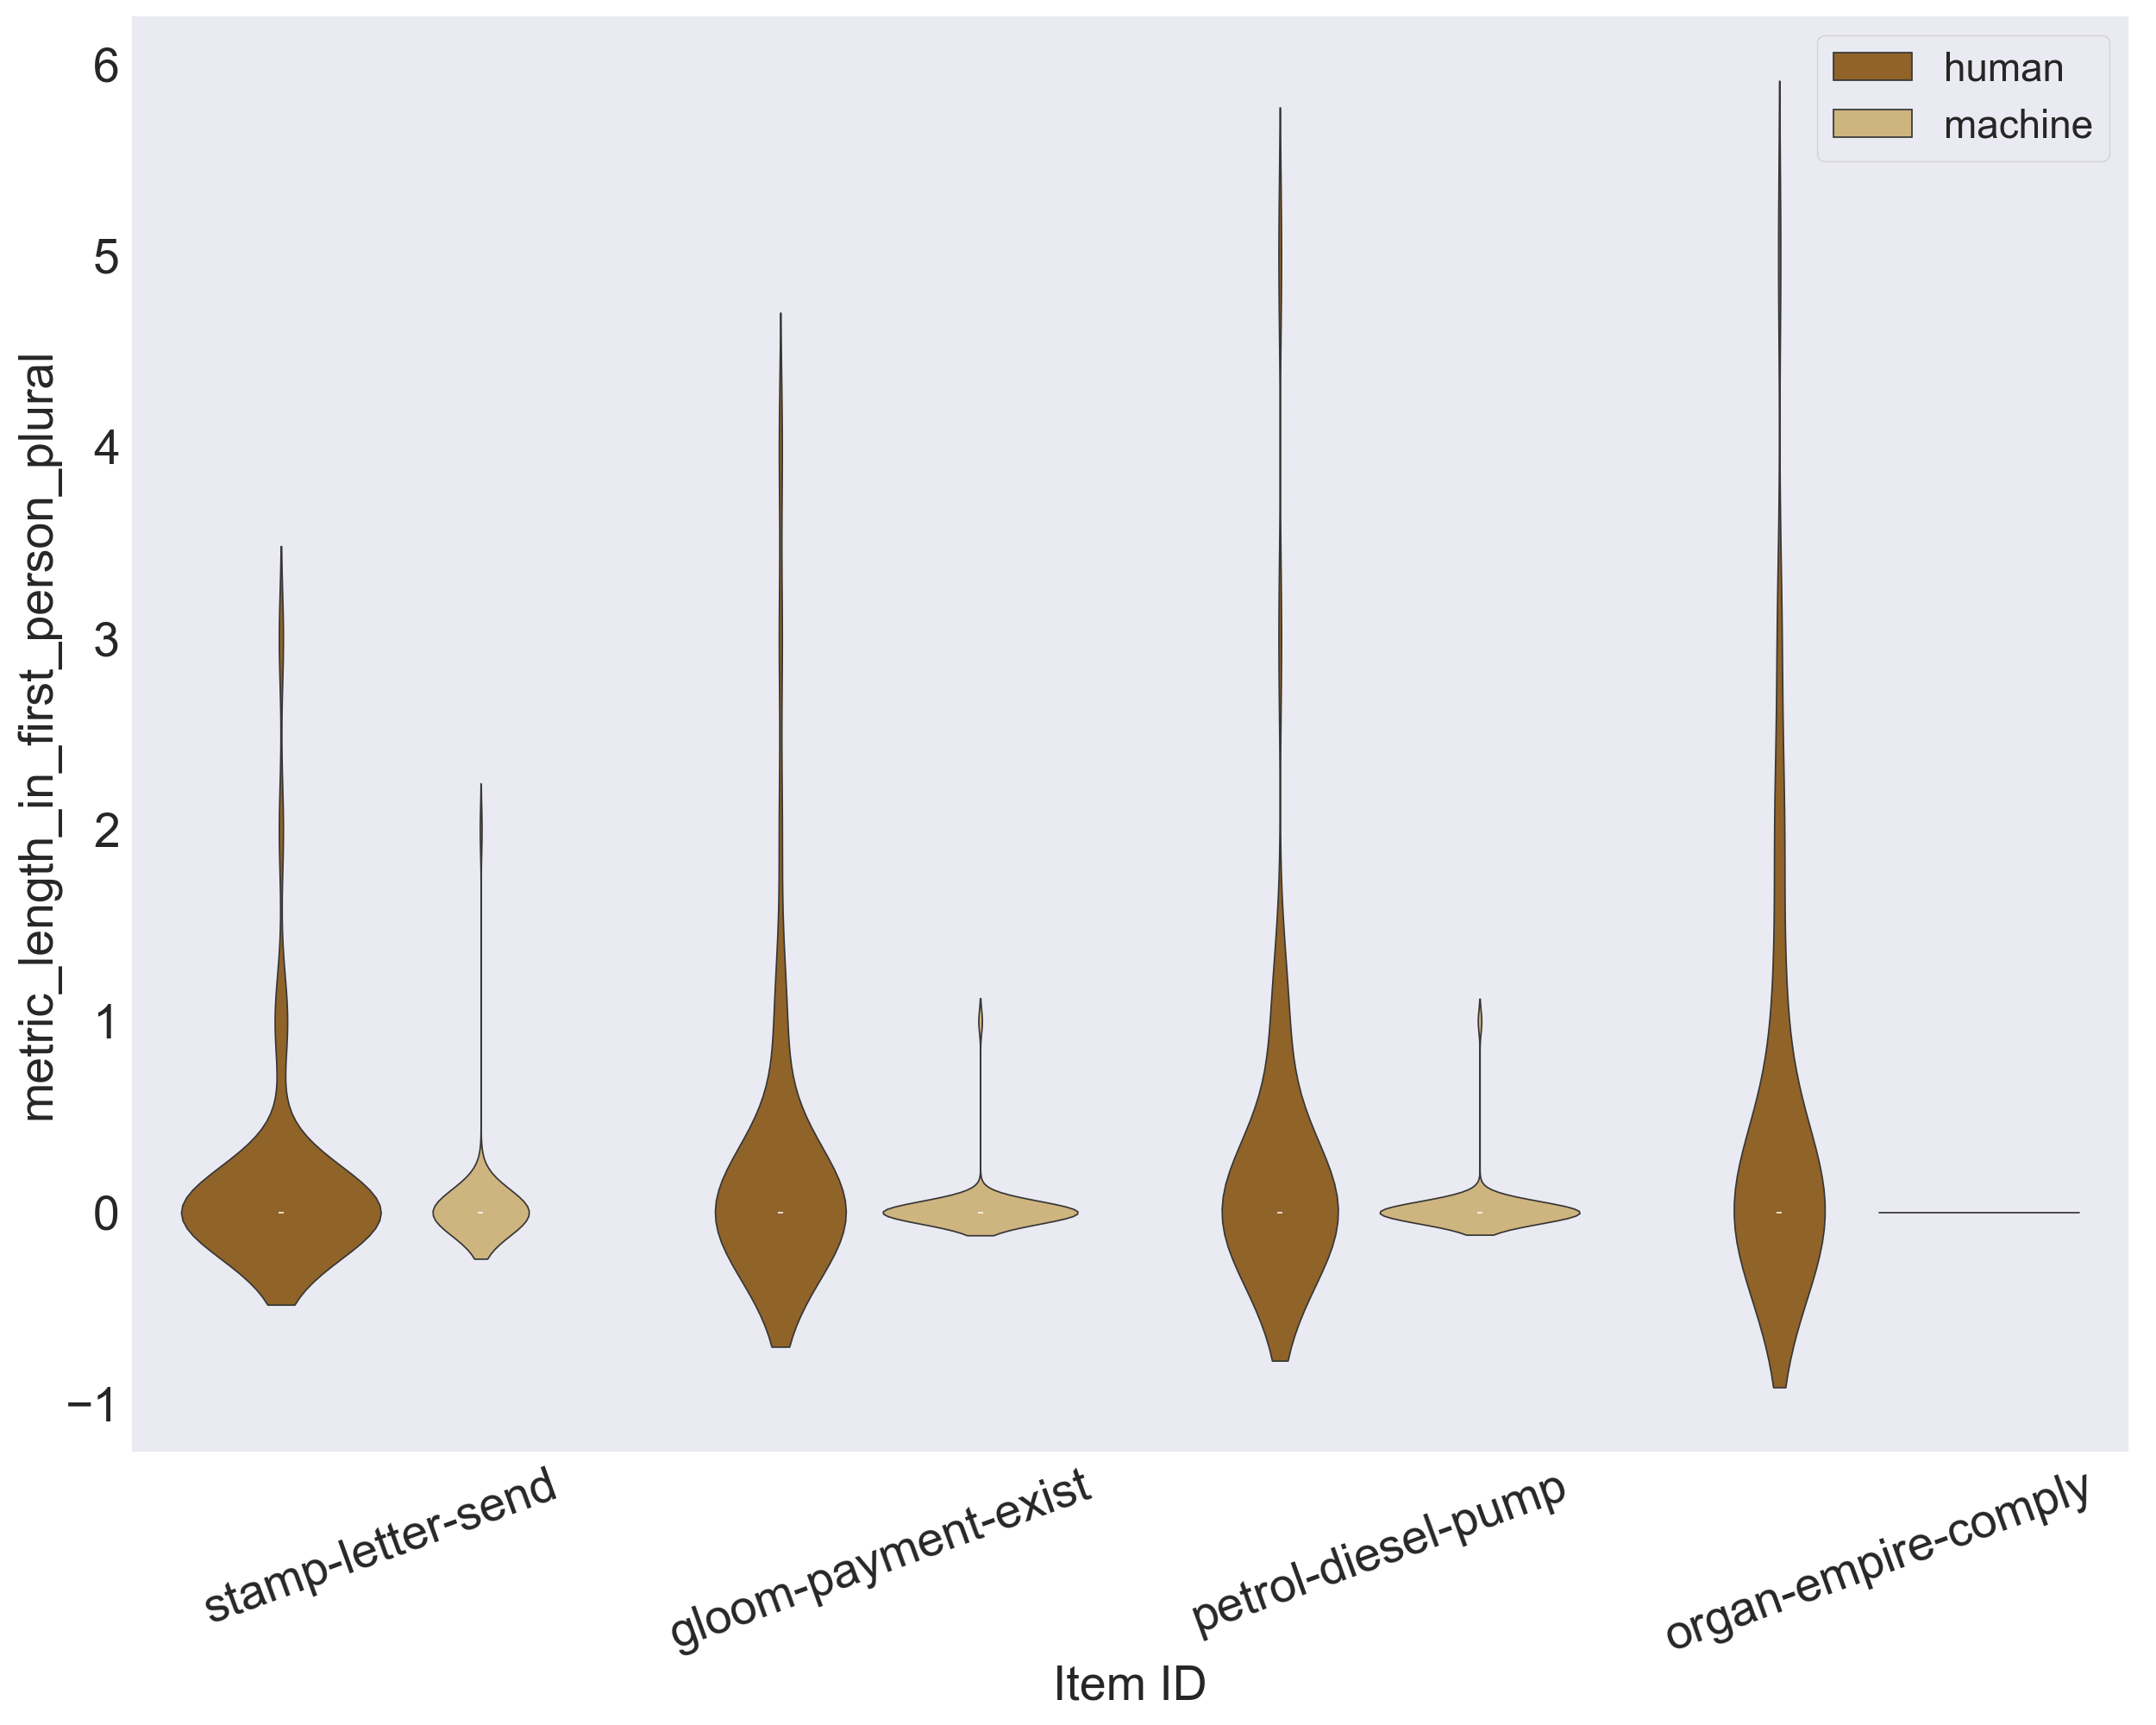 human
machine
metric_length_in_first_person_plural
6
5
4
3
2
1
0
−1
stamp-letter-send
gloom-payment-exist
petrol-diesel-pump
organ-empire-comply
Item ID